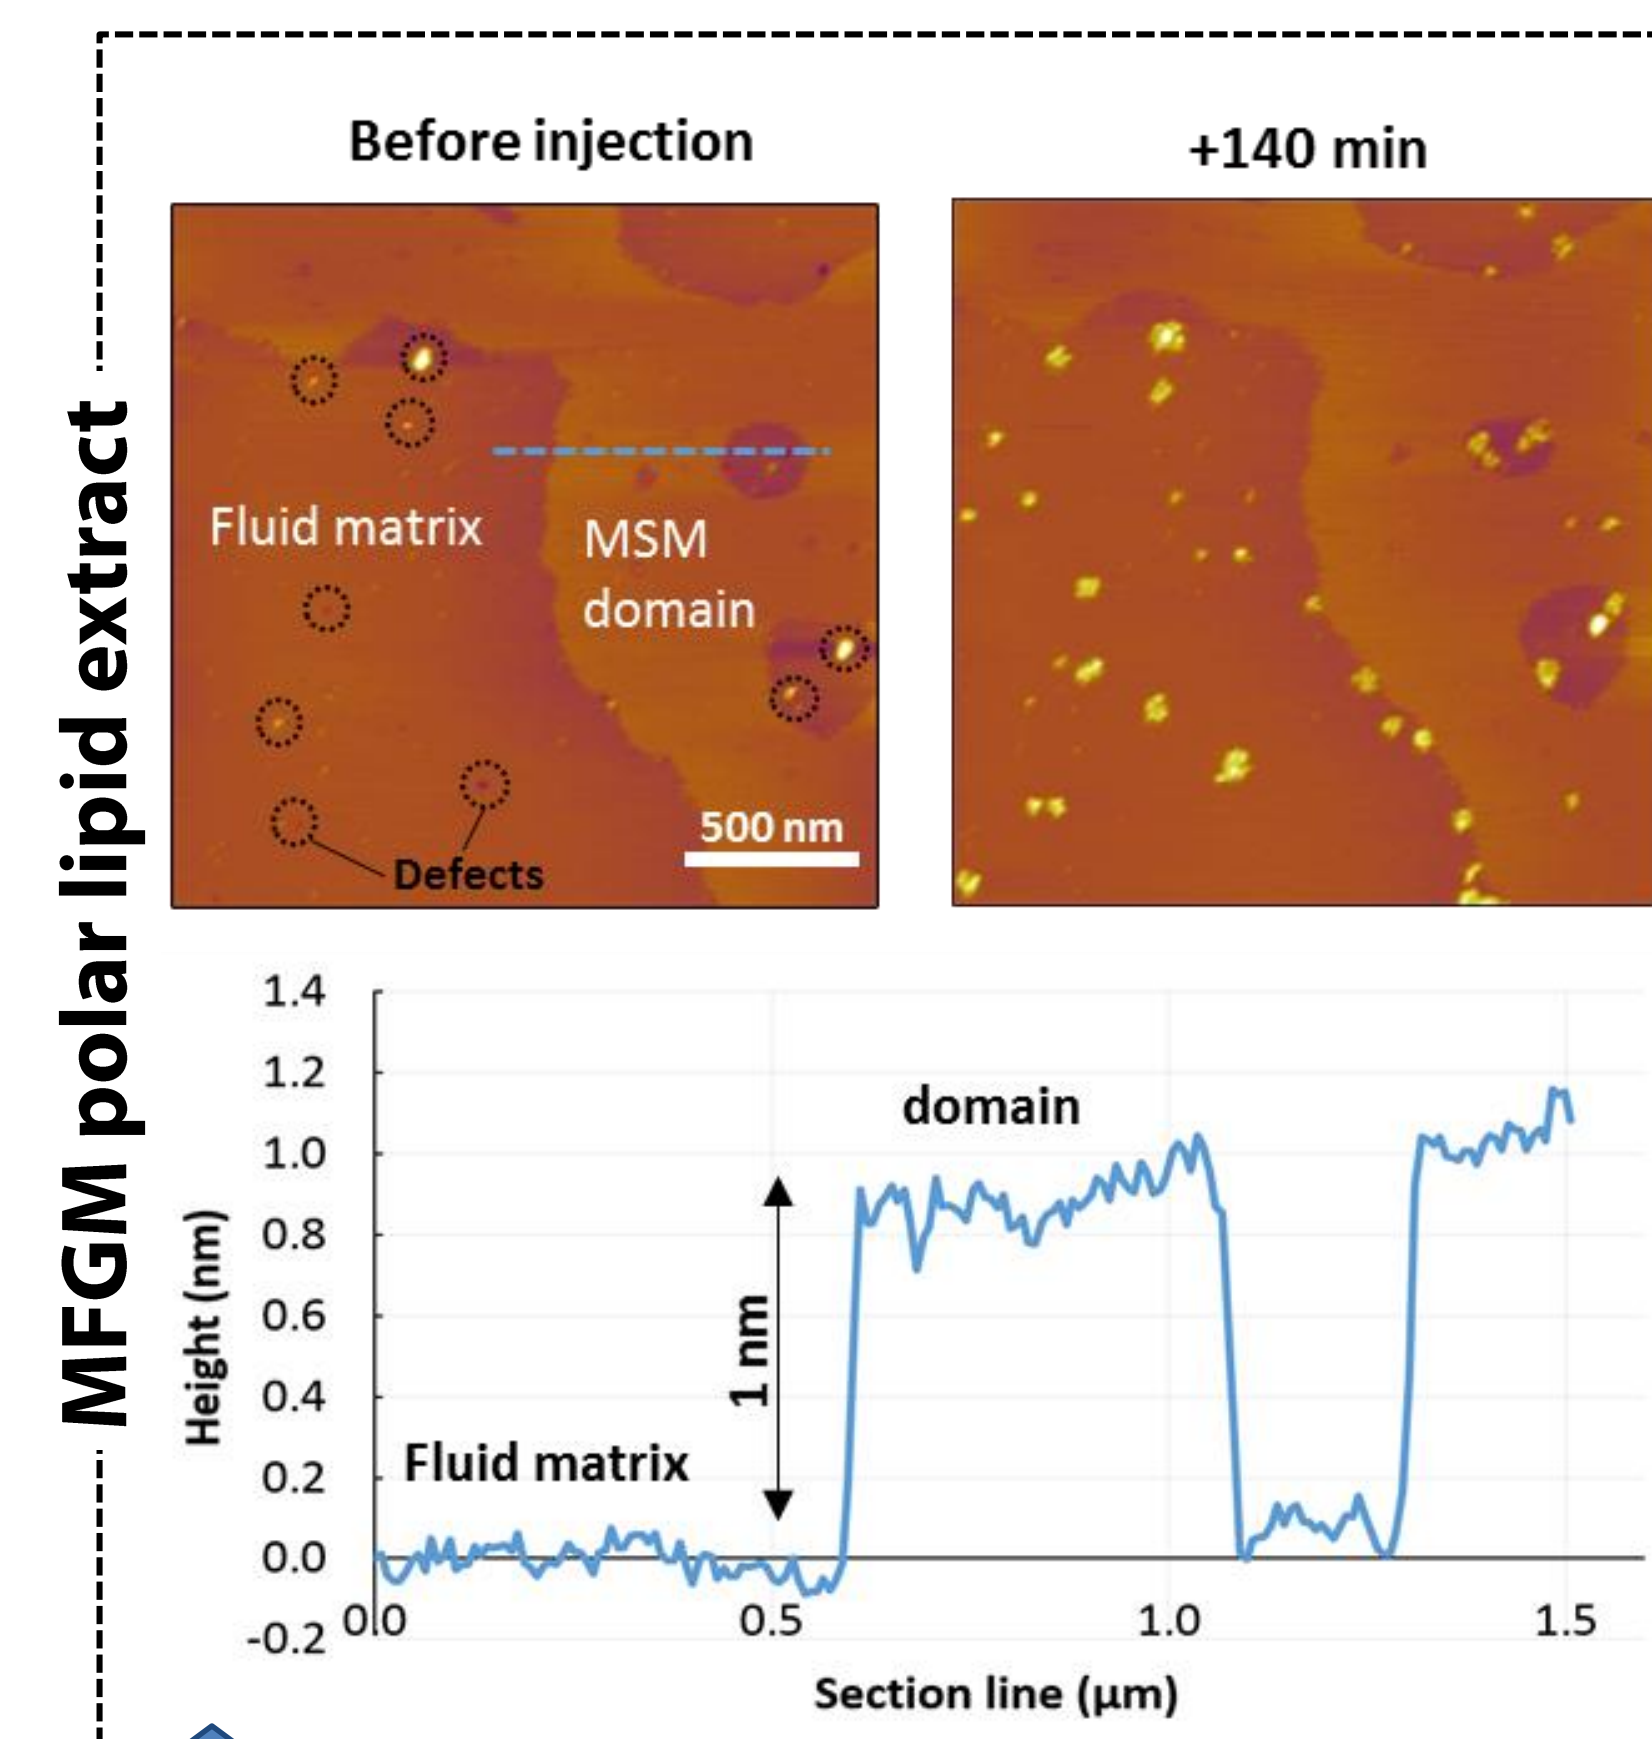 MFGM polar lipid extract
Before injection
+140 min
Fluid matrix
MSM
domain
500 nm
Defects
1.4
1.2
1.0
0.8
0.6
0.4
0.2
0.0
-0.2
Height (nm)
domain
1 nm
Fluid matrix
0.0
0.5
1.0
1.5
Section line (µm)